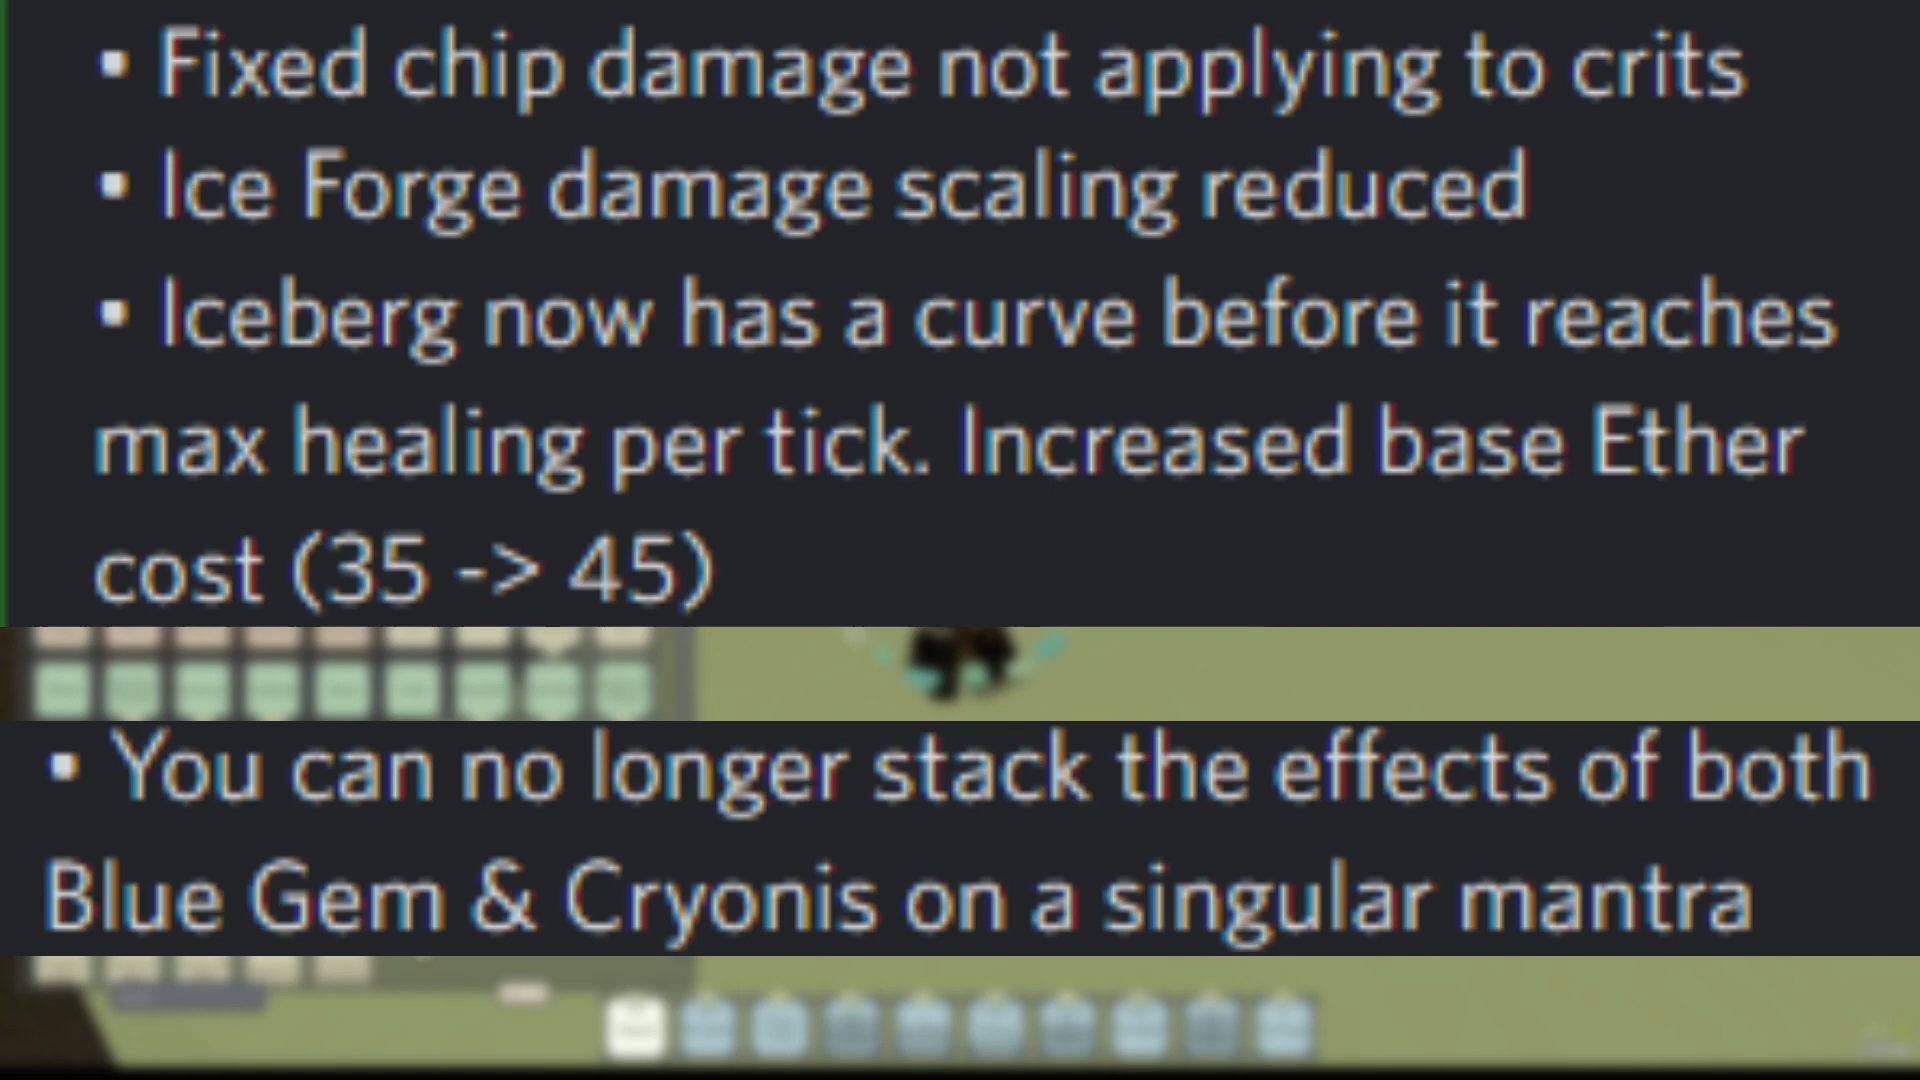 • Fixed chip damage not applying to crits
• Ice Forge damage scaling reduced
• Iceberg now has a curve before it reaches
max healing per tick. Increased base Ether
cost (35 -> 45)
• You can no longer stack the effects of both
Blue Gem & Cryonis on a singular mantra